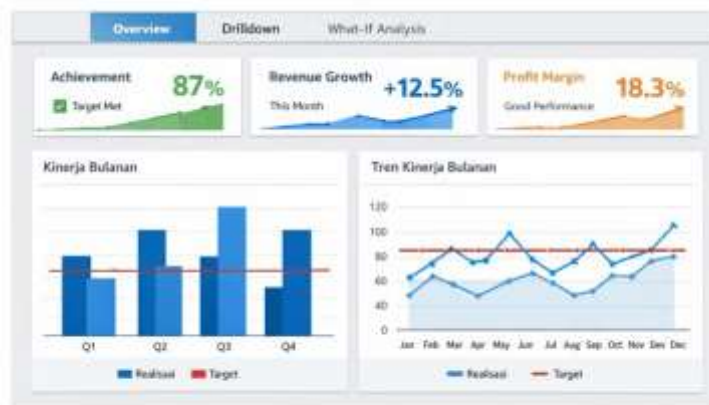 Overview Drilldown What-If Analysis
Achievement 87%
Target Met
Revenue Growth +12.5%
This Month
Profit Margin 18.3%
Good Performance
Kinerja Bulanan
Q1 Q2 Q3 Q4
Realisasi Target
Tren Kinerja Bulanan
120
100
80
60
40
0
Jan Feb Mar Apr May Jun Jul Aug Sep Oct Nov Dev Dec
Realisasi Target